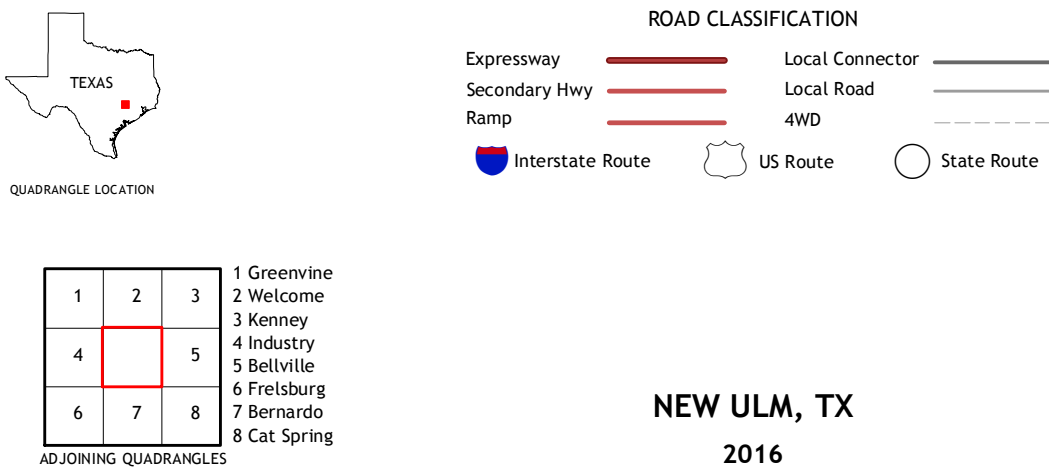 TEXAS
QUADRANGLE LOCATION
ROAD CLASSIFICATION
Expressway
Secondary Hwy
Ramp
Local Connector
Local Road
4WD
Interstate Route
US Route
State Route
1 2 3
4 5
6 7 8
1 Greenvine
2 Welcome
3 Kenney
4 Industry
5 Bellville
6 Frelsburg
7 Bernardo
8 Cat Spring
ADJOINING QUADRANGLES
NEW ULM, TX
2016